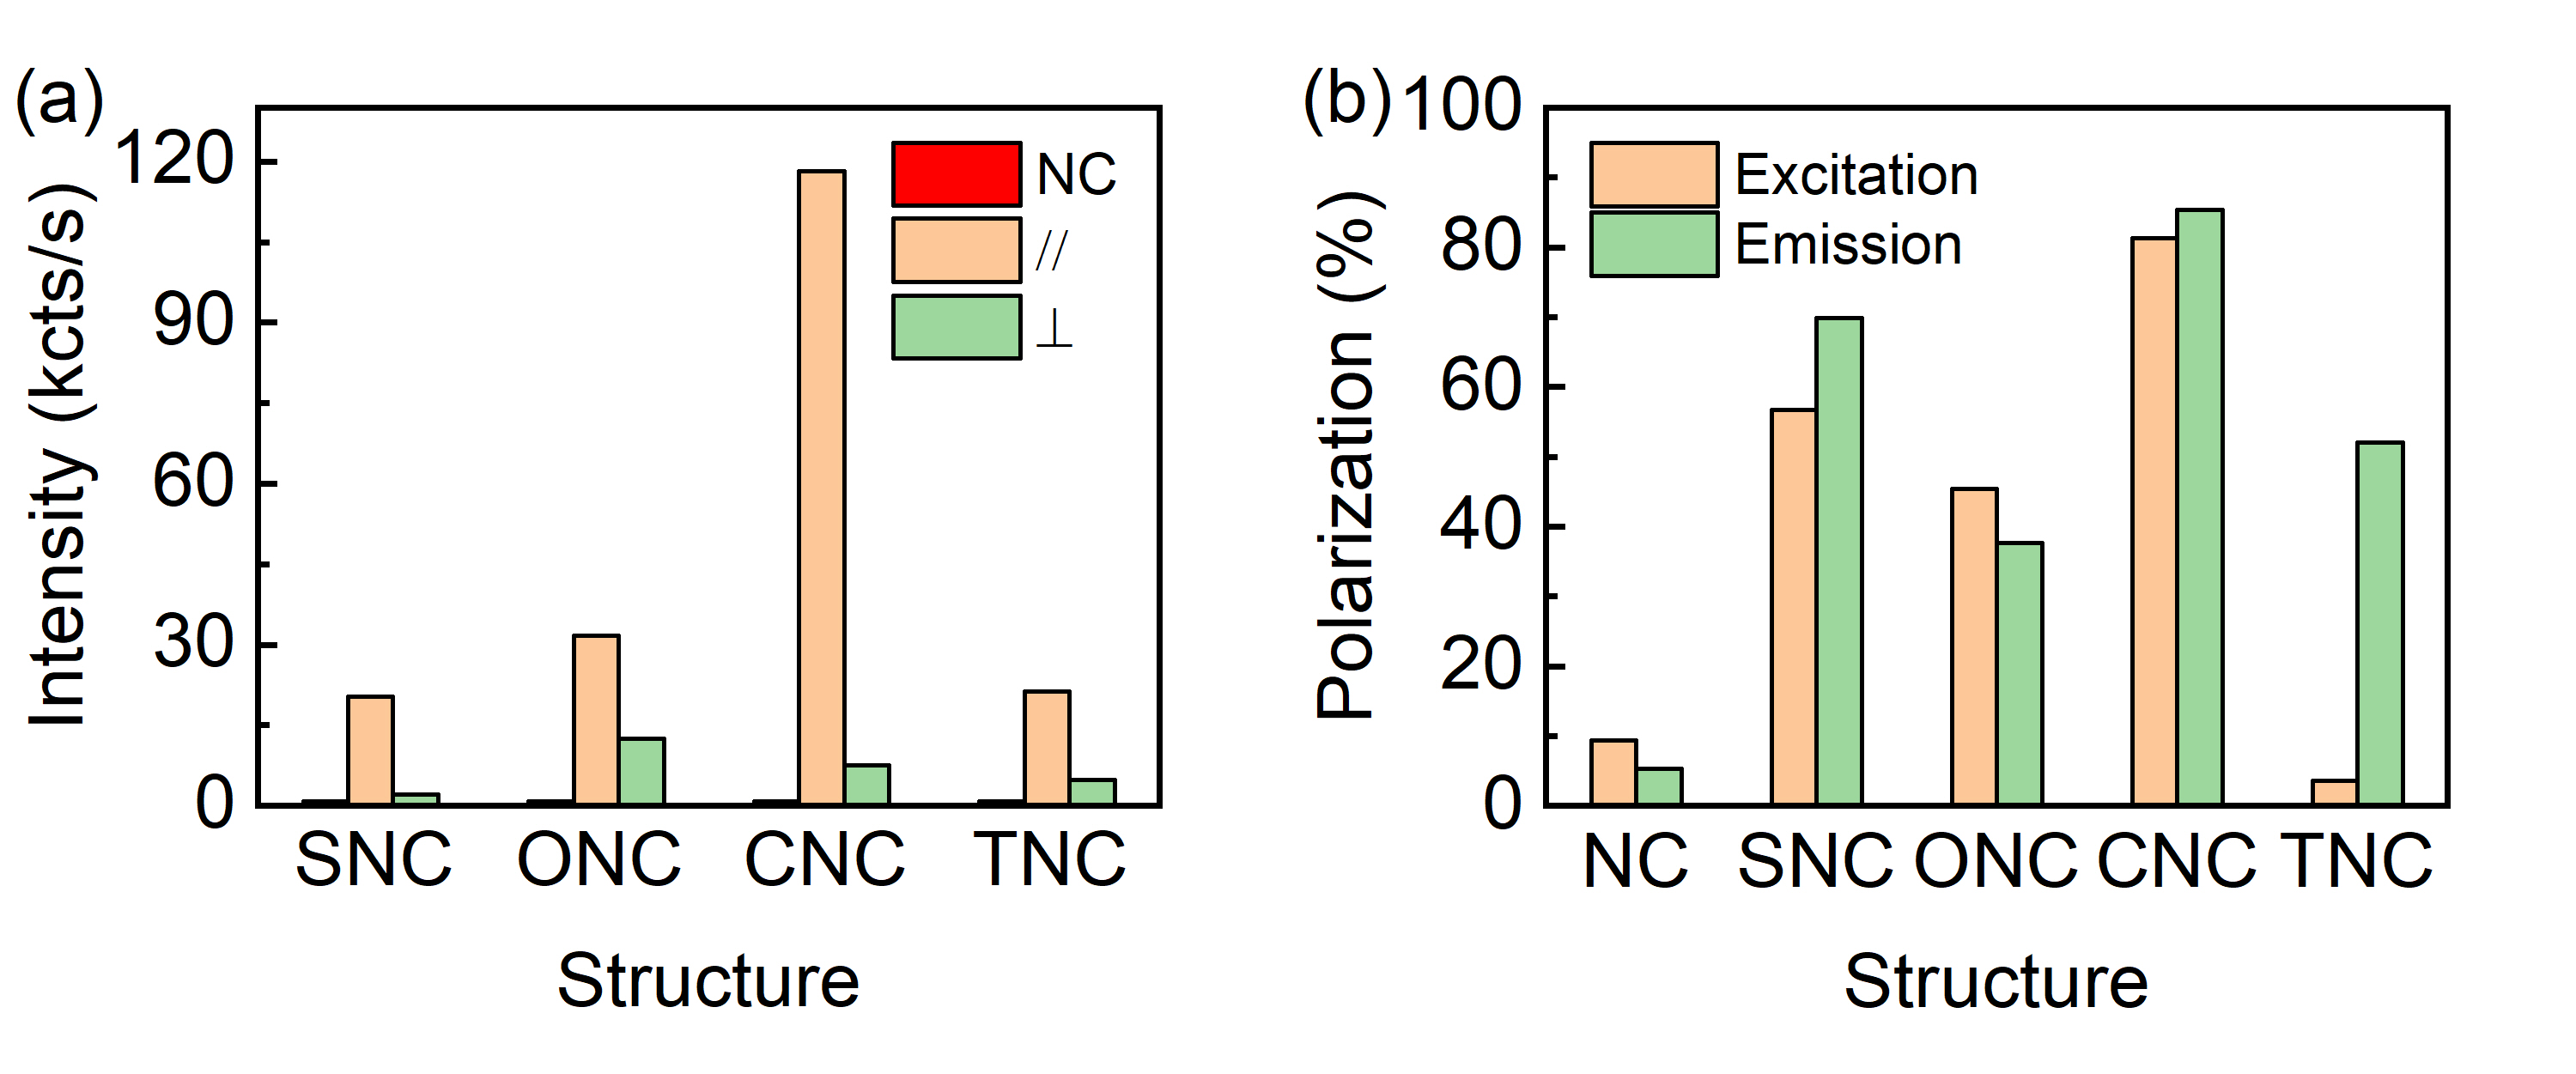 (a)
Intensity (kcts/s)
120
90
60
30
0
NC
//
⊥
SNC ONC CNC TNC
Structure
(b)
Polarization (%)
100
80
60
40
20
0
Excitation
Emission
NC SNC ONC CNC TNC
Structure